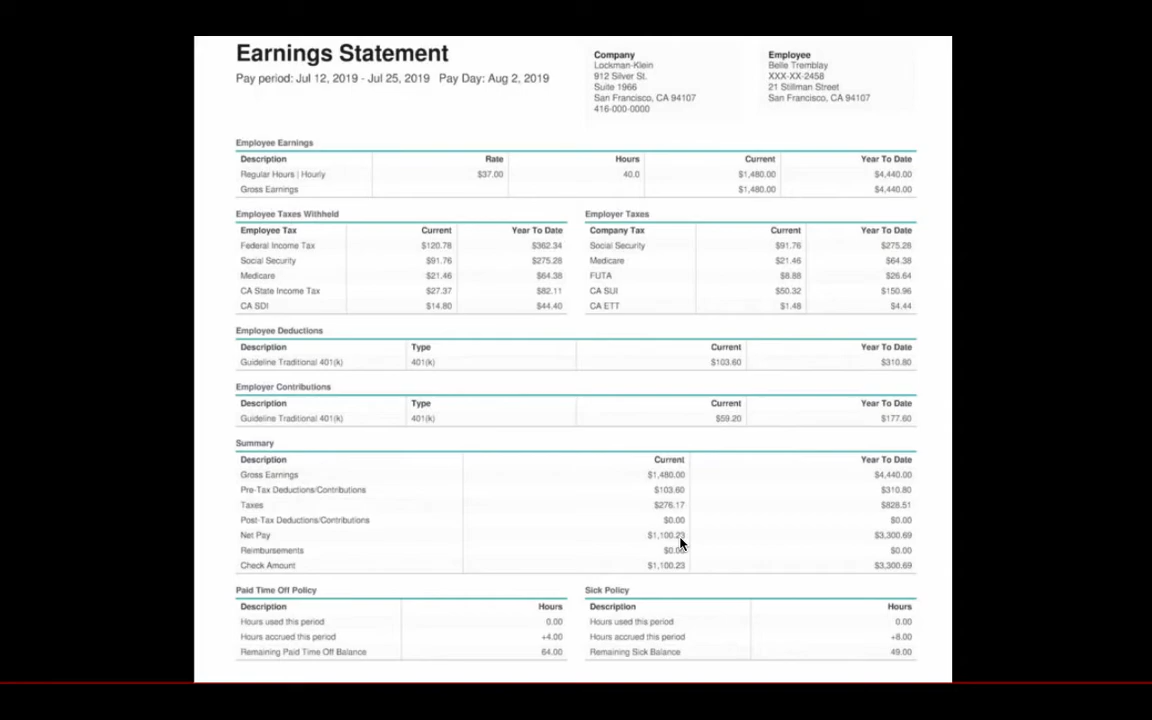 Earnings Statement
Pay period: Jul 12, 2019 - Jul 25, 2019 Pay Day: Aug 2, 2019
Company
Lockman-Klein
912 Silver St.
Suite 1966
San Francisco, CA 94107
416-000-0000
Employee
Belle Tremblay
XXX-XX-2458
21 Stillman Street
San Francisco, CA 94107
Employee Earnings
Description Rate Hours Current Year To Date
Regular Hours | Hourly $37.00 40.0 $1,480.00 $4,440.00
Gross Earnings $1,480.00 $4,440.00
Employee Taxes Withheld
Employee Tax Current Year To Date
Federal Income Tax $120.78 $362.34
Social Security $91.76 $275.28
Medicare $21.46 $64.38
CA State Income Tax $27.37 $82.11
CA SDI $14.80 $44.40
Employer Taxes
Company Tax Current Year To Date
Social Security $91.76 $275.28
Medicare $21.46 $64.38
FUTA $8.88 $26.64
CA SUI $50.32 $150.96
CA ETT $1.48 $4.44
Employee Deductions
Description Type Current Year To Date
Guideline Traditional 401(k) 401(k) $103.60 $310.80
Employer Contributions
Description Type Current Year To Date
Guideline Traditional 401(k) 401(k) $59.20 $177.60
Summary
Description Current Year To Date
Gross Earnings $1,480.00 $4,440.00
Pre-Tax Deductions/Contributions $103.60 $310.80
Taxes $276.17 $828.51
Post-Tax Deductions/Contributions $0.00 $0.00
Net Pay $1,100.23 $3,300.69
Reimbursements $0.00 $0.00
Check Amount $1,100.23 $3,300.69
Paid Time Off Policy
Description Hours
Hours used this period 0.00
Hours accrued this period +4.00
Remaining Paid Time Off Balance 64.00
Sick Policy
Description Hours
Hours used this period 0.00
Hours accrued this period +8.00
Remaining Sick Balance 49.00